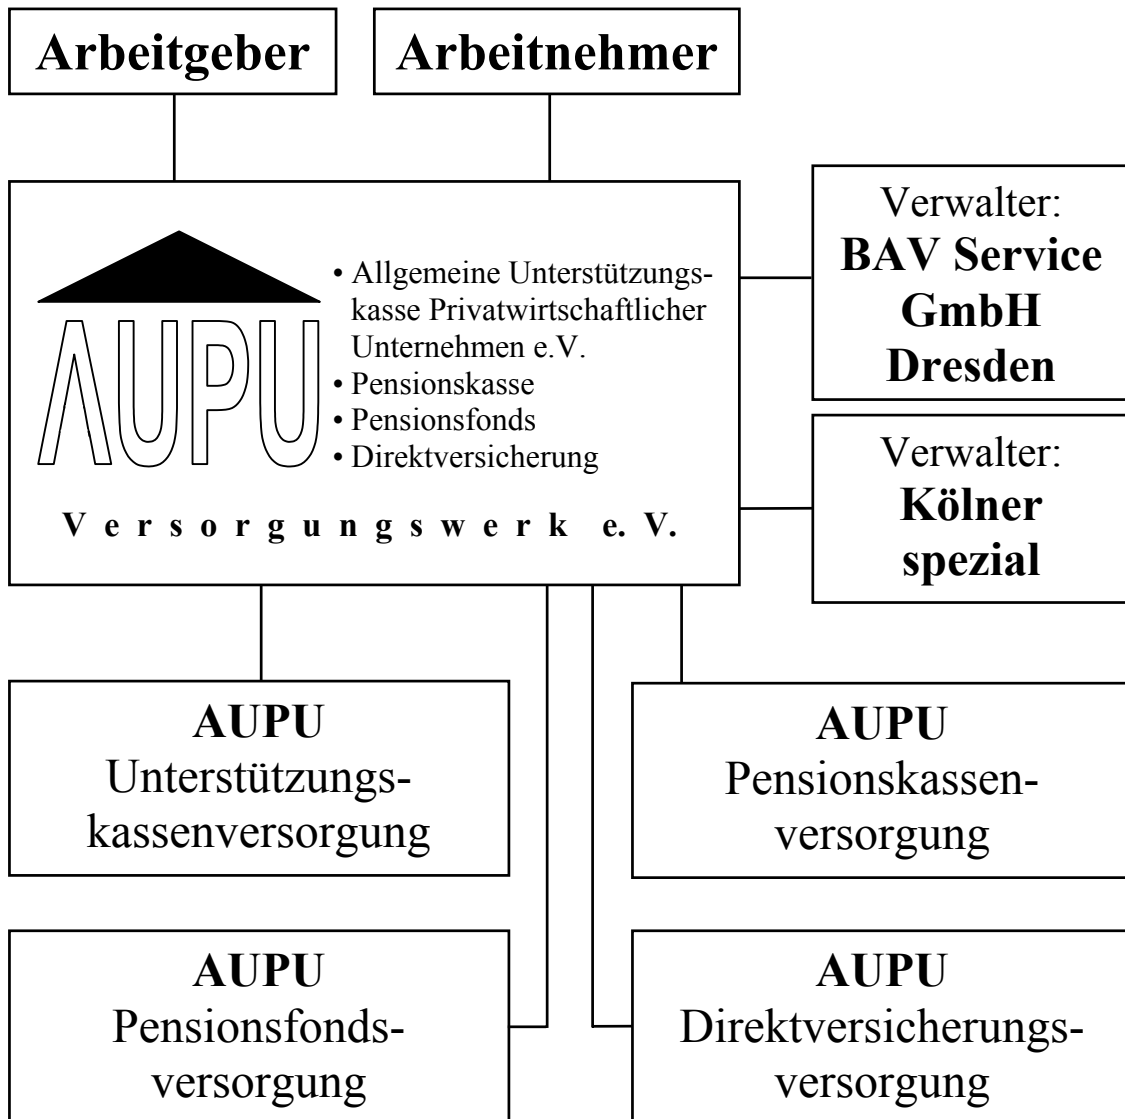 Arbeitgeber
Arbeitnehmer
AUPU
• Allgemeine Unterstützungs-
kasse Privatwirtschaftlicher
Unternehmen e.V.
• Pensionskasse
• Pensionsfonds
• Direktversicherung
Versorgungswerk e. V.
Verwalter:
BAV Service
GmbH
Dresden
Verwalter:
Kölner
spezial
AUPU
Unterstützungs-
kassenversorgung
AUPU
Pensionskassen-
versorgung
AUPU
Pensionsfonds-
versorgung
AUPU
Direktversicherungs-
versorgung